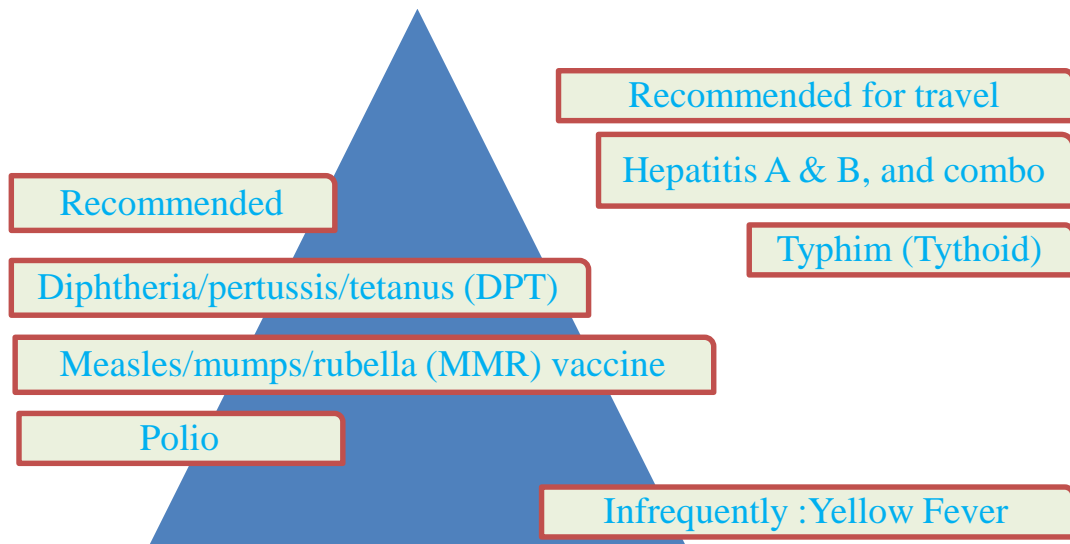 Recommended
Diphtheria/pertussis/tetanus (DPT)
Measles/mumps/rubella (MMR) vaccine
Polio
Recommended for travel
Hepatitis A & B, and combo
Typhim (Tythoid)
Infrequently :Yellow Fever